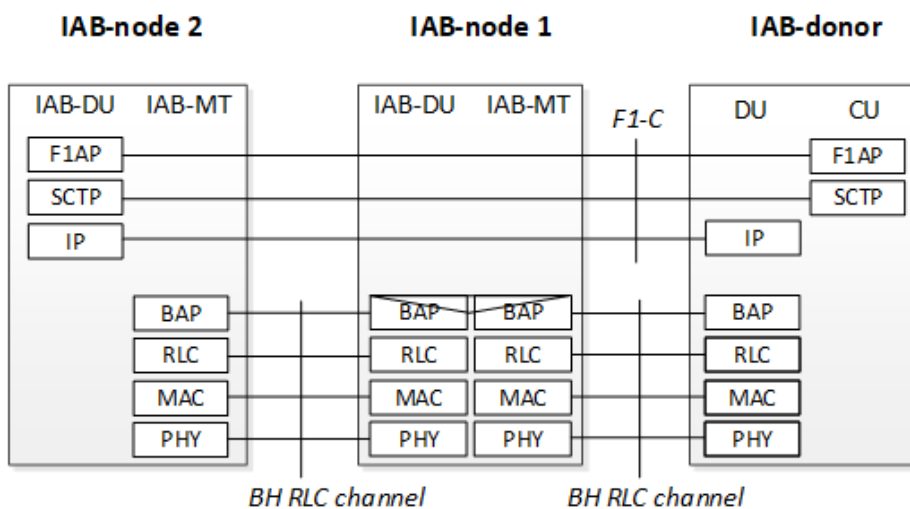 IAB-node 2 IAB-node 1 IAB-donor
IAB-DU IAB-MT IAB-DU IAB-MT F1-C DU CU
F1AP F1AP
SCTP SCTP
IP IP
BAP BAP BAP BAP
RLC RLC RLC RLC
MAC MAC MAC MAC
PHY PHY PHY PHY
BH RLC channel BH RLC channel